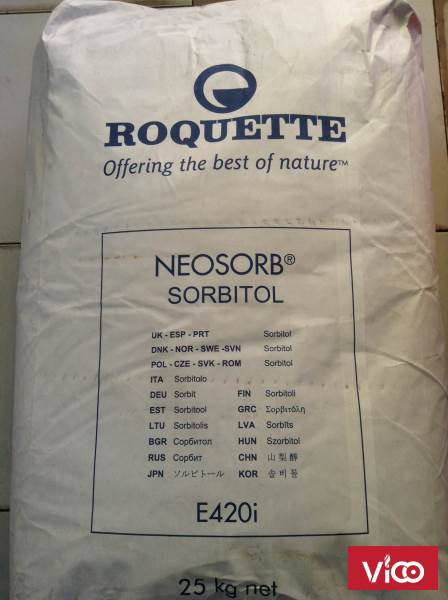 ROQUETTE
Offering the best of nature™
NEOSORB®
SORBITOL
UK - ESP - PRT Sorbitol
DNK - NOR - SWE -SVN Sorbitol
POL - CZE - SVK - ROM Sorbitol
ITA Sorbitolo
DEU Sorbit FIN Sorbitoli
EST Sorbitool GRC Σορβιτόλη
LTU Sorbitolis LVA Sorbīts
BGR Сорбитол HUN Szorbitol
RUS Сорбит CHN 山梨醇
JPN ソルビトール KOR 솔비톨
E420i
25 kg net
Vioo